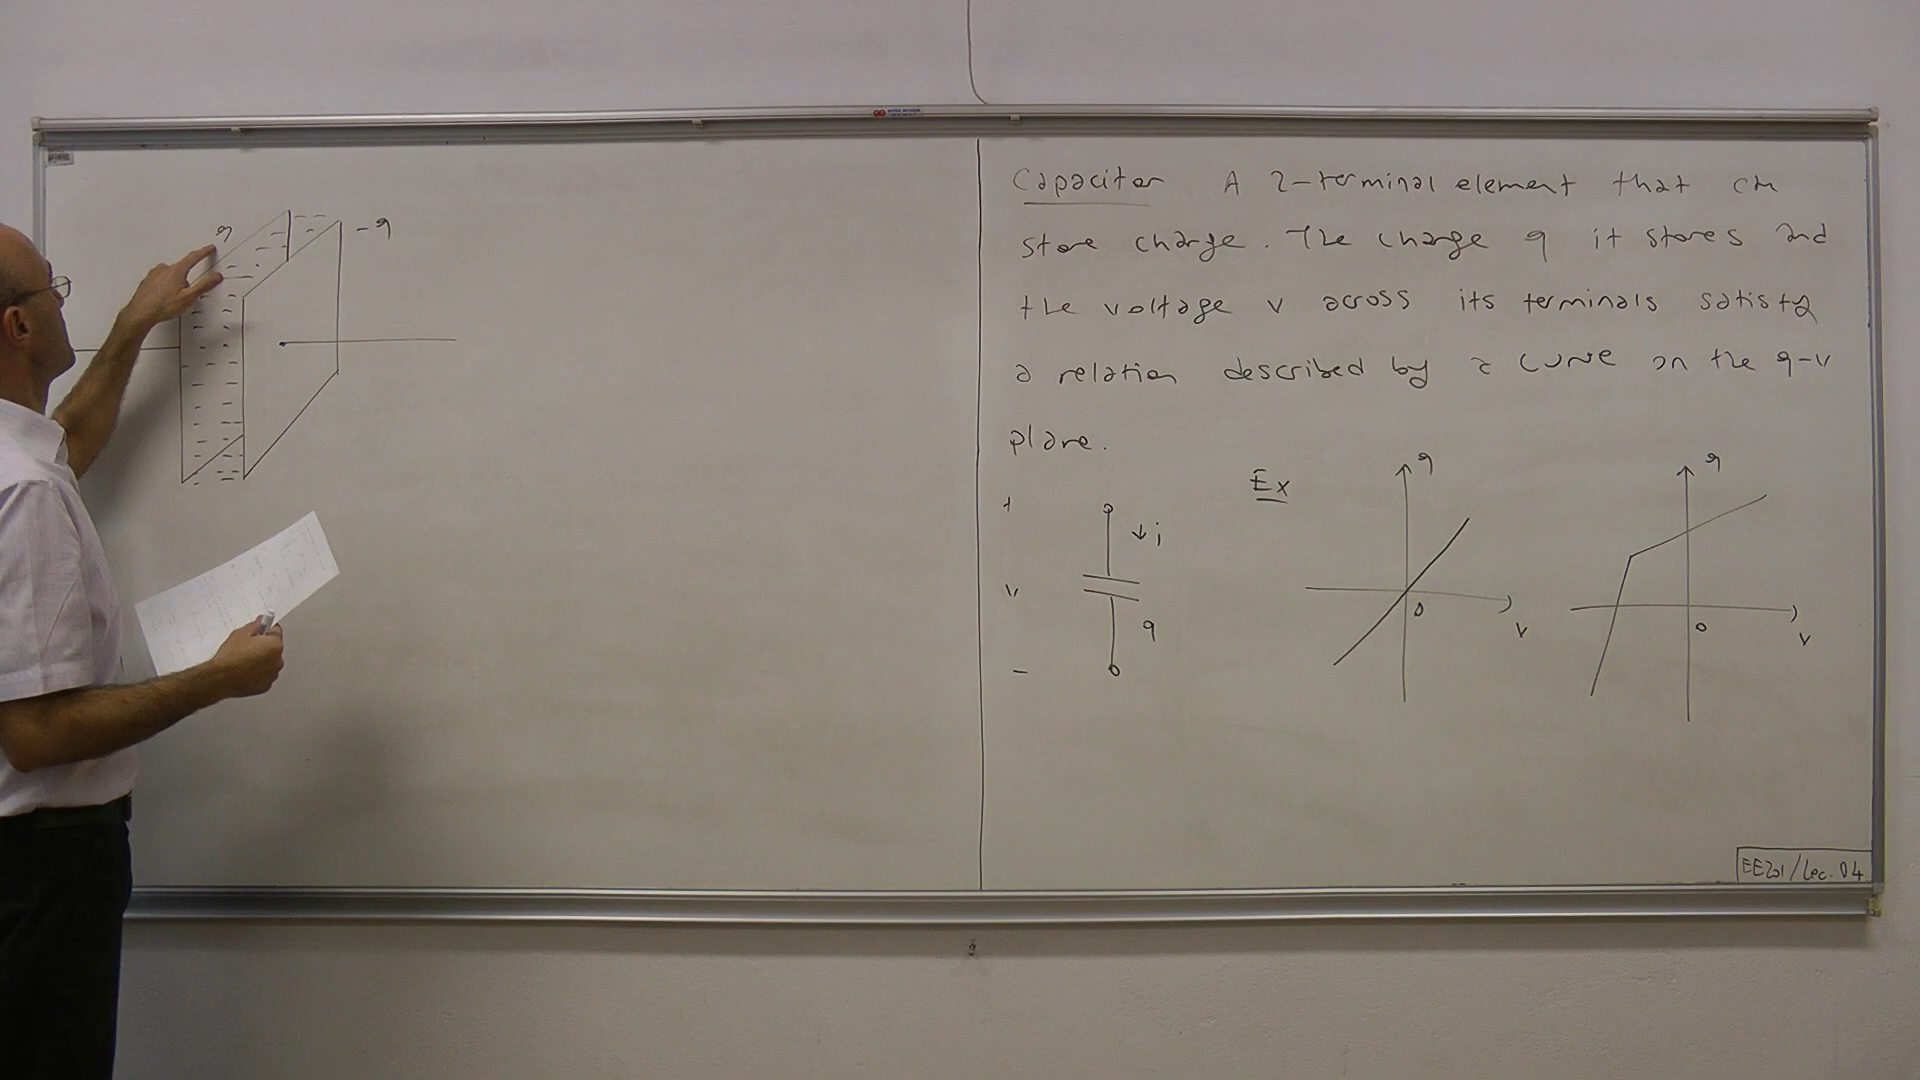 q
-q
Capacitor A 2-terminal element that can
store charge. The charge q it stores and
the voltage v across its terminals satisfy
a relation described by a curve on the q-v
plane.
+
i
v
q
-
Ex
q
0
v
q
0
v
EE201/Lec.04